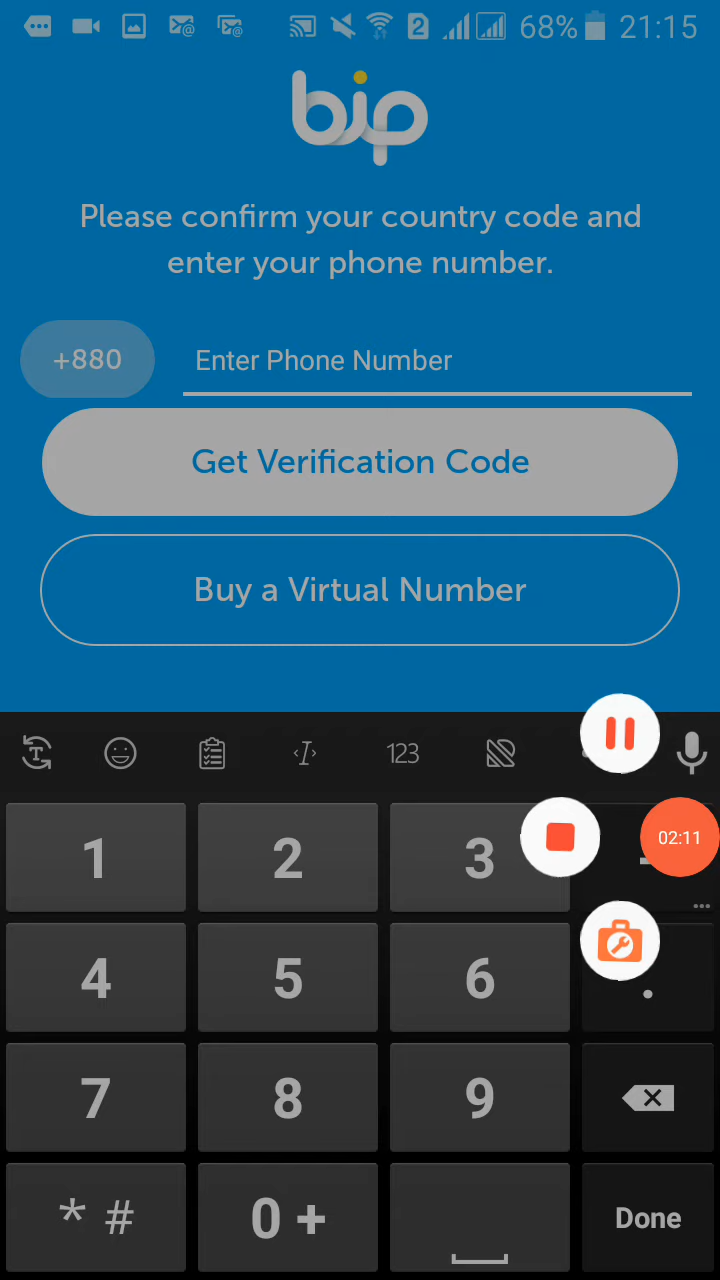 2 68% 21:15
bip
Please confirm your country code and
enter your phone number.
+880 Enter Phone Number
Get Verification Code
Buy a Virtual Number
T I 123
1 2 3 - 02:11
4 5 6 .
7 8 9
* # 0 + Done